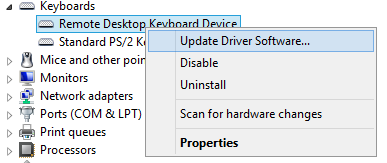 Keyboards
Remote Desktop Keyboard Device
Update Driver Software...
Standard PS/2 Ke
Disable
Mice and other poin
Uninstall
Monitors
Network adapters
Scan for hardware changes
Ports (COM & LPT)
Print queues
Properties
Processors